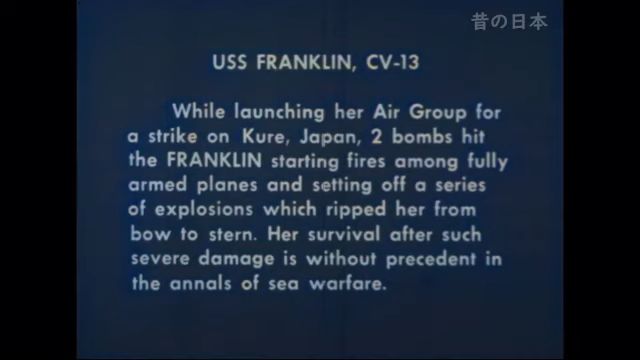 昔の日本
USS FRANKLIN, CV-13
While launching her Air Group for
a strike on Kure, Japan, 2 bombs hit
the FRANKLIN starting fires among fully
armed planes and setting off a series
of explosions which ripped her from
bow to stern. Her survival after such
severe damage is without precedent in
the annals of sea warfare.